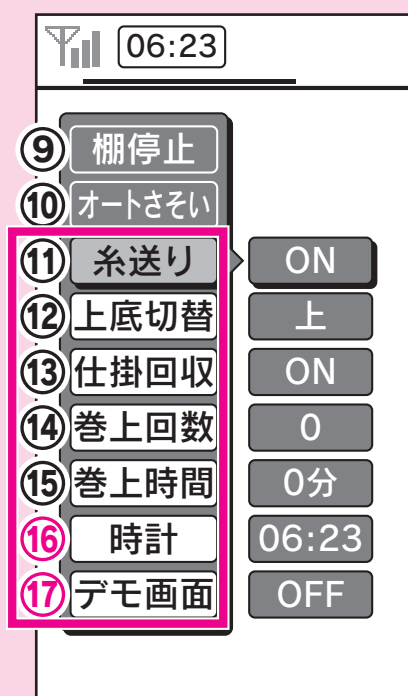 06:23
⑨ 棚停止
⑩ オートさそい
⑪ 糸送り ON
⑫ 上底切替 上
⑬ 仕掛回収 ON
⑭ 巻上回数 0
⑮ 巻上時間 0分
⑯ 時計 06:23
⑰ デモ画面 OFF